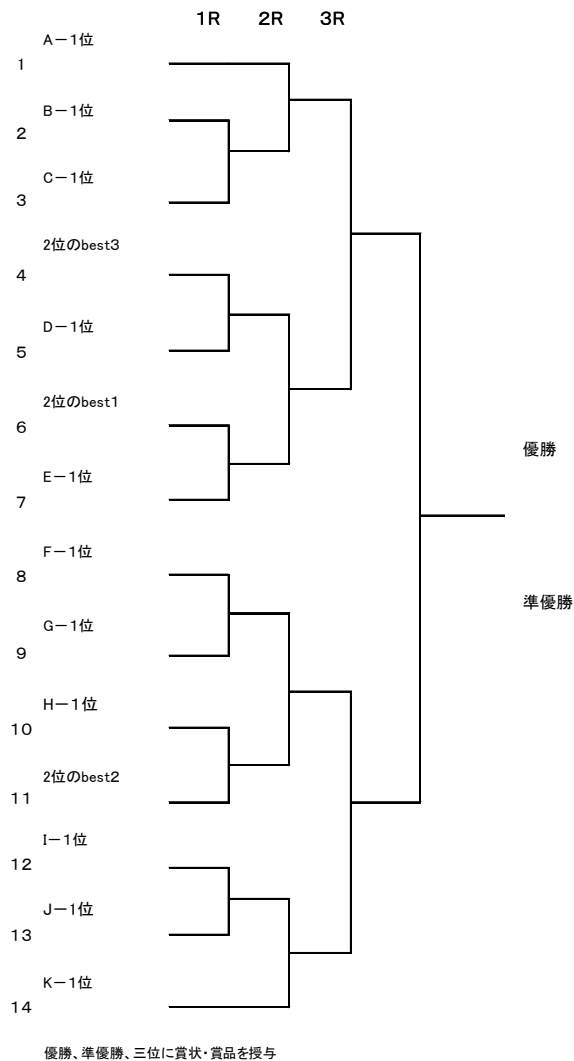 1R 2R 3R
A－1位
1
B－1位
2
C－1位
3
2位のbest3
4
D－1位
5
2位のbest1
6
E－1位
7
優勝
F－1位
8
準優勝
G－1位
9
H－1位
10
2位のbest2
11
I－1位
12
J－1位
13
K－1位
14
優勝、準優勝、三位に賞状・賞品を授与